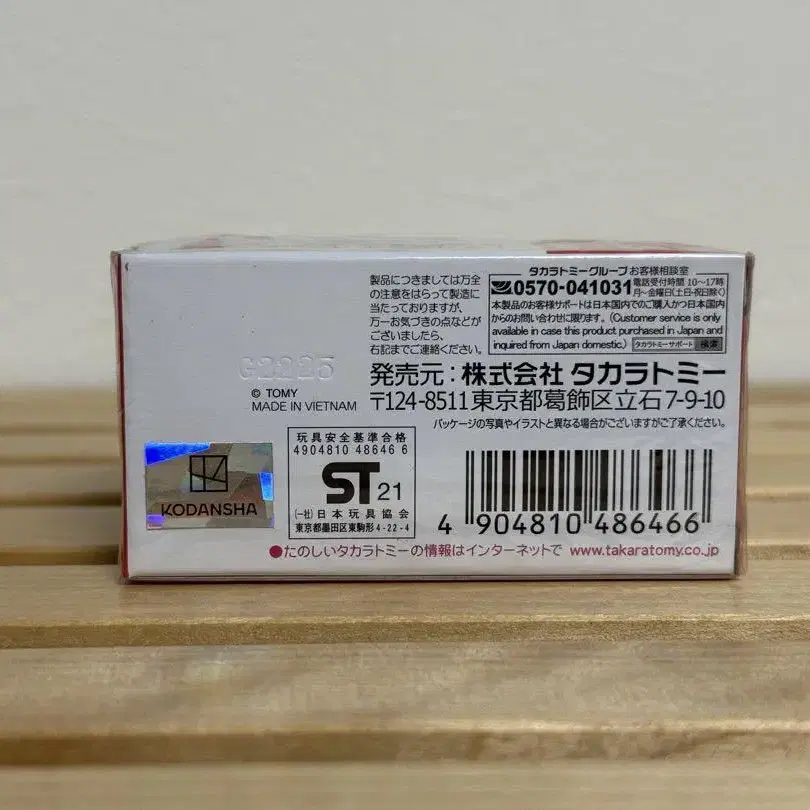 製品につきましては万全
の注意をはらって製造に
当たっておりますが、
万一お気づきの点などが
ございましたら、
右記までご連絡ください。
タカラトミーグループ お客様相談室
0570-041031 電話受付時間 10〜17時
月〜金曜日(土日・祝日除く)
本製品のお客様サポートは日本国内でのご購入かつ日本国内
からのお問い合わせに限ります。(Customer service is only
available in case this product purchased in Japan and
inquired from Japan domestic.) タカラトミーサポート 検索
発売元:株式会社 タカラトミー
〒124-8511 東京都葛飾区立石7-9-10
パッケージの写真やイラストと異なる場合がございますがご了承ください。
© TOMY
MADE IN VIETNAM
KODANSHA
玩具安全基準合格
4904810 48646 6
ST 21
(一社)日本玩具協会
東京都墨田区東駒形4-22-4
4 904810 486466
●たのしいタカラトミーの情報はインターネットで www.takaratomy.co.jp